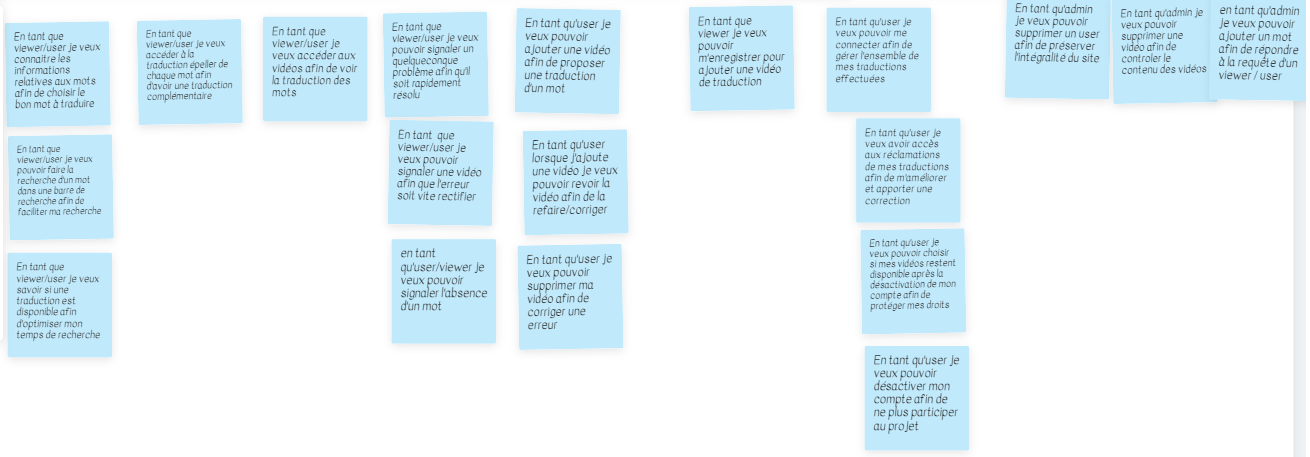 En tant que
viewer/user je veux
connaitre les
informations
relatives aux mots
afin de choisir le
bon mot à traduire
En tant que
viewer/user je veux
accéder à la
traduction épeller de
chaque mot afin
d'avoir une traduction
complémentaire
En tant que
viewer/user je
veux accéder aux
vidéos afin de voir
la traduction des
mots
En tant que
viewer/user je veux
pouvoir signaler un
quelqueconque
problème afin qu'il
soit rapidement
résolu
En tant qu'user je
veux pouvoir
ajouter une vidéo
afin de proposer
une traduction
d'un mot
En tant que
viewer je veux
pouvoir
m'enregistrer pour
ajouter une vidéo
de traduction
En tant qu'user je
veux pouvoir me
connecter afin de
gérer l'ensemble de
mes traductions
effectuées
En tant qu'admin
je veux pouvoir
supprimer un user
afin de préserver
l'intégralité du site
En tant qu'admin je
veux pouvoir
supprimer une
vidéo afin de
controler le
contenu des vidéos
en tant qu'admin
je veux pouvoir
ajouter un mot
afin de répondre
à la requête d'un
viewer / user
En tant que
viewer/user je veux
pouvoir faire la
recherche d'un mot
dans une barre de
recherche afin de
faciliter ma recherche
En tant que
viewer/user je
veux pouvoir
signaler une vidéo
afin que l'erreur
soit vite rectifier
En tant qu'user
lorsque j'ajoute
une vidéo je veux
pouvoir revoir la
vidéo afin de la
refaire/corriger
En tant qu'user je
veux avoir accès
aux réclamations
de mes traductions
afin de m'améliorer
et apporter une
correction
En tant que
viewer/user je veux
savoir si une
traduction est
disponible afin
d'optimiser mon
temps de recherche
en tant
qu'user/viewer je
veux pouvoir
signaler l'absence
d'un mot
En tant qu'user je
veux pouvoir
supprimer ma
vidéo afin de
corriger une
erreur
En tant qu'user je
veux pouvoir choisir
si mes vidéos restent
disponible après la
désactivation de mon
compte afin de
protéger mes droits
En tant qu'user je
veux pouvoir
désactiver mon
compte afin de
ne plus participer
au projet